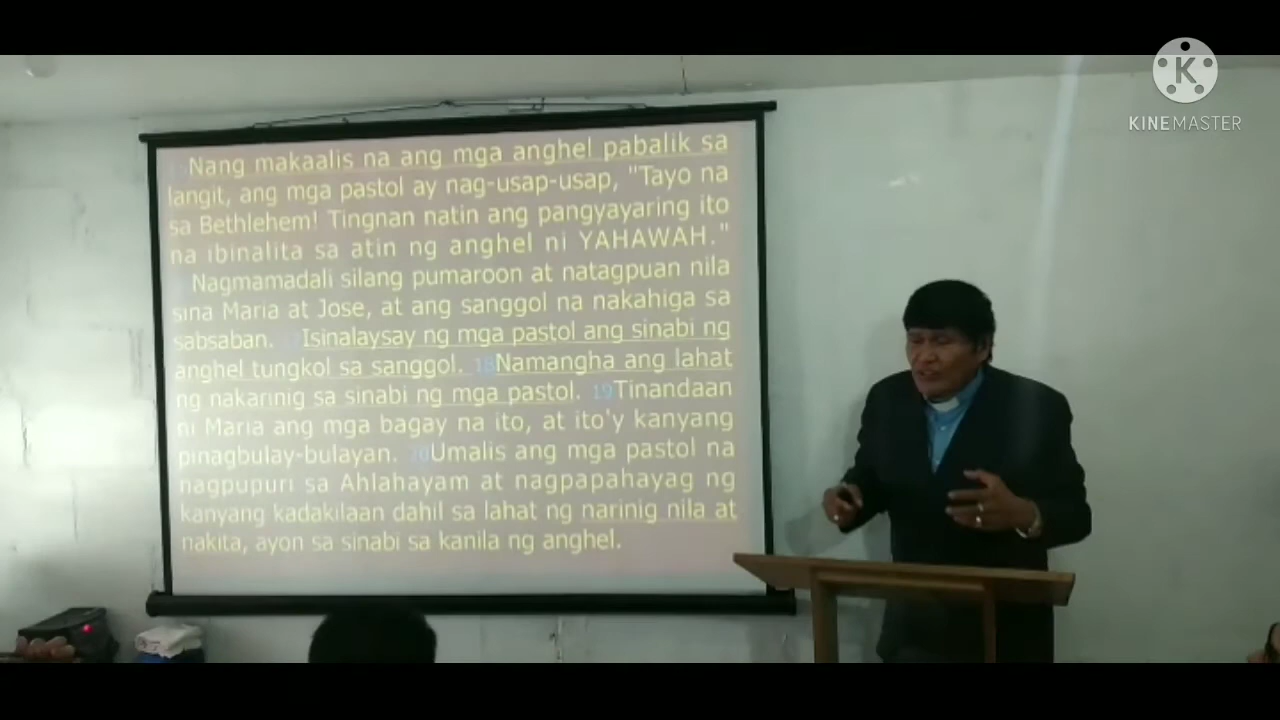 Nang makaalis na ang mga anghel pabalik sa
langit, ang mga pastol ay nag-usap-usap, "Tayo na
sa Bethlehem! Tingnan natin ang pangyayaring ito
na ibinalita sa atin ng anghel ni YAHAWAH."
Nagmamadali silang pumaroon at natagpuan nila
sina Maria at Jose, at ang sanggol na nakahiga sa
sabsaban. Isinalaysay ng mga pastol ang sinabi ng
anghel tungkol sa sanggol. 18Namangha ang lahat
ng nakarinig sa sinabi ng mga pastol. 19Tinandaan
ni Maria ang mga bagay na ito, at ito'y kanyang
pinagbulay-bulayan. 20Umalis ang mga pastol na
nagpupuri sa Ahlahayam at nagpapahayag ng
kanyang kadakilaan dahil sa lahat ng narinig nila at
nakita, ayon sa sinabi sa kanila ng anghel.
K
KINEMASTER